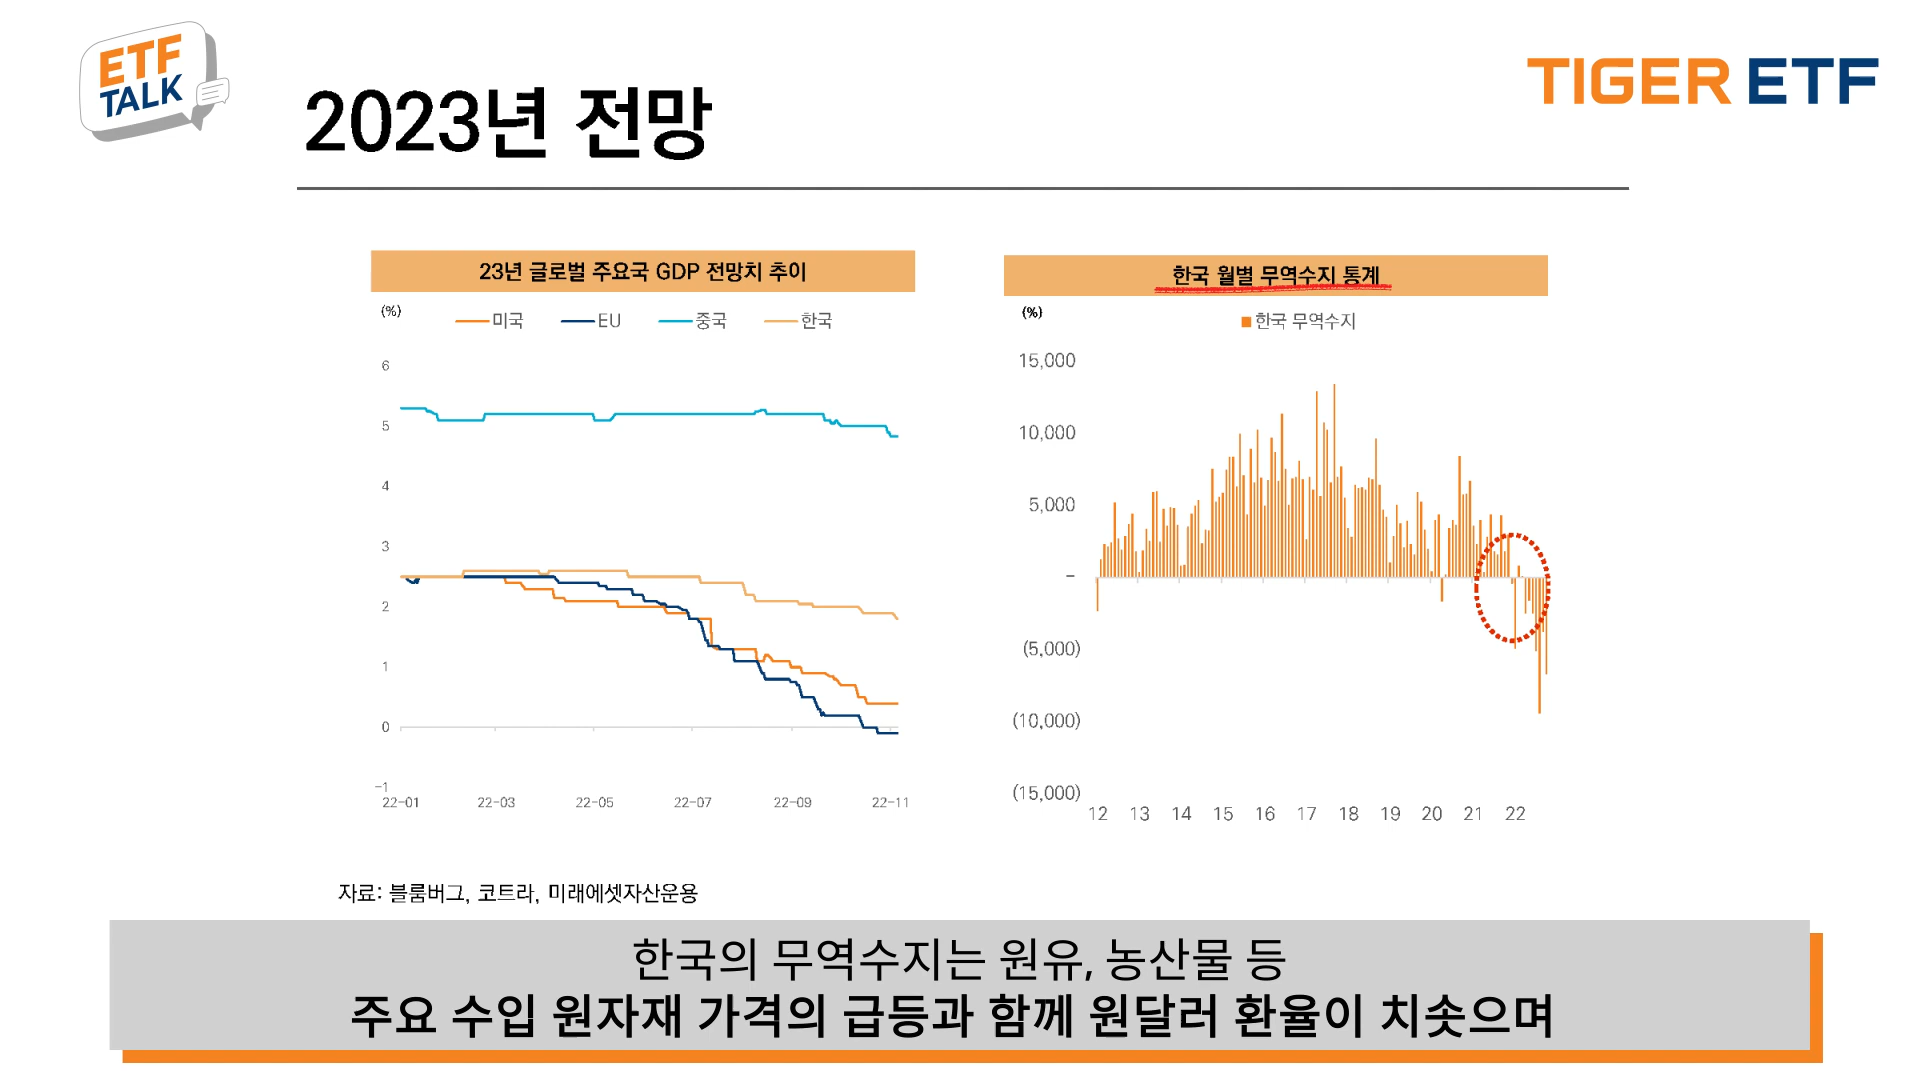 ETF
TALK
TIGER ETF
2023년 전망
23년 글로벌 주요국 GDP 전망치 추이
(%)
미국 EU 중국 한국
6
5
4
3
2
1
0
-1
22-01 22-03 22-05 22-07 22-09 22-11
한국 월별 무역수지 통계
(%)
한국 무역수지
15,000
10,000
5,000
-
(5,000)
(10,000)
(15,000)
12 13 14 15 16 17 18 19 20 21 22
자료: 블룸버그, 코트라, 미래에셋자산운용
한국의 무역수지는 원유, 농산물 등
주요 수입 원자재 가격의 급등과 함께 원달러 환율이 치솟으며